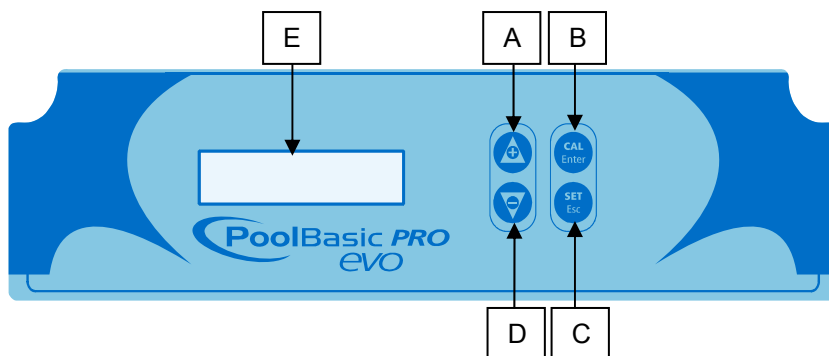 E
A
B
CAL
Enter
SET
Esc
PoolBasic PRO
evo
D
C